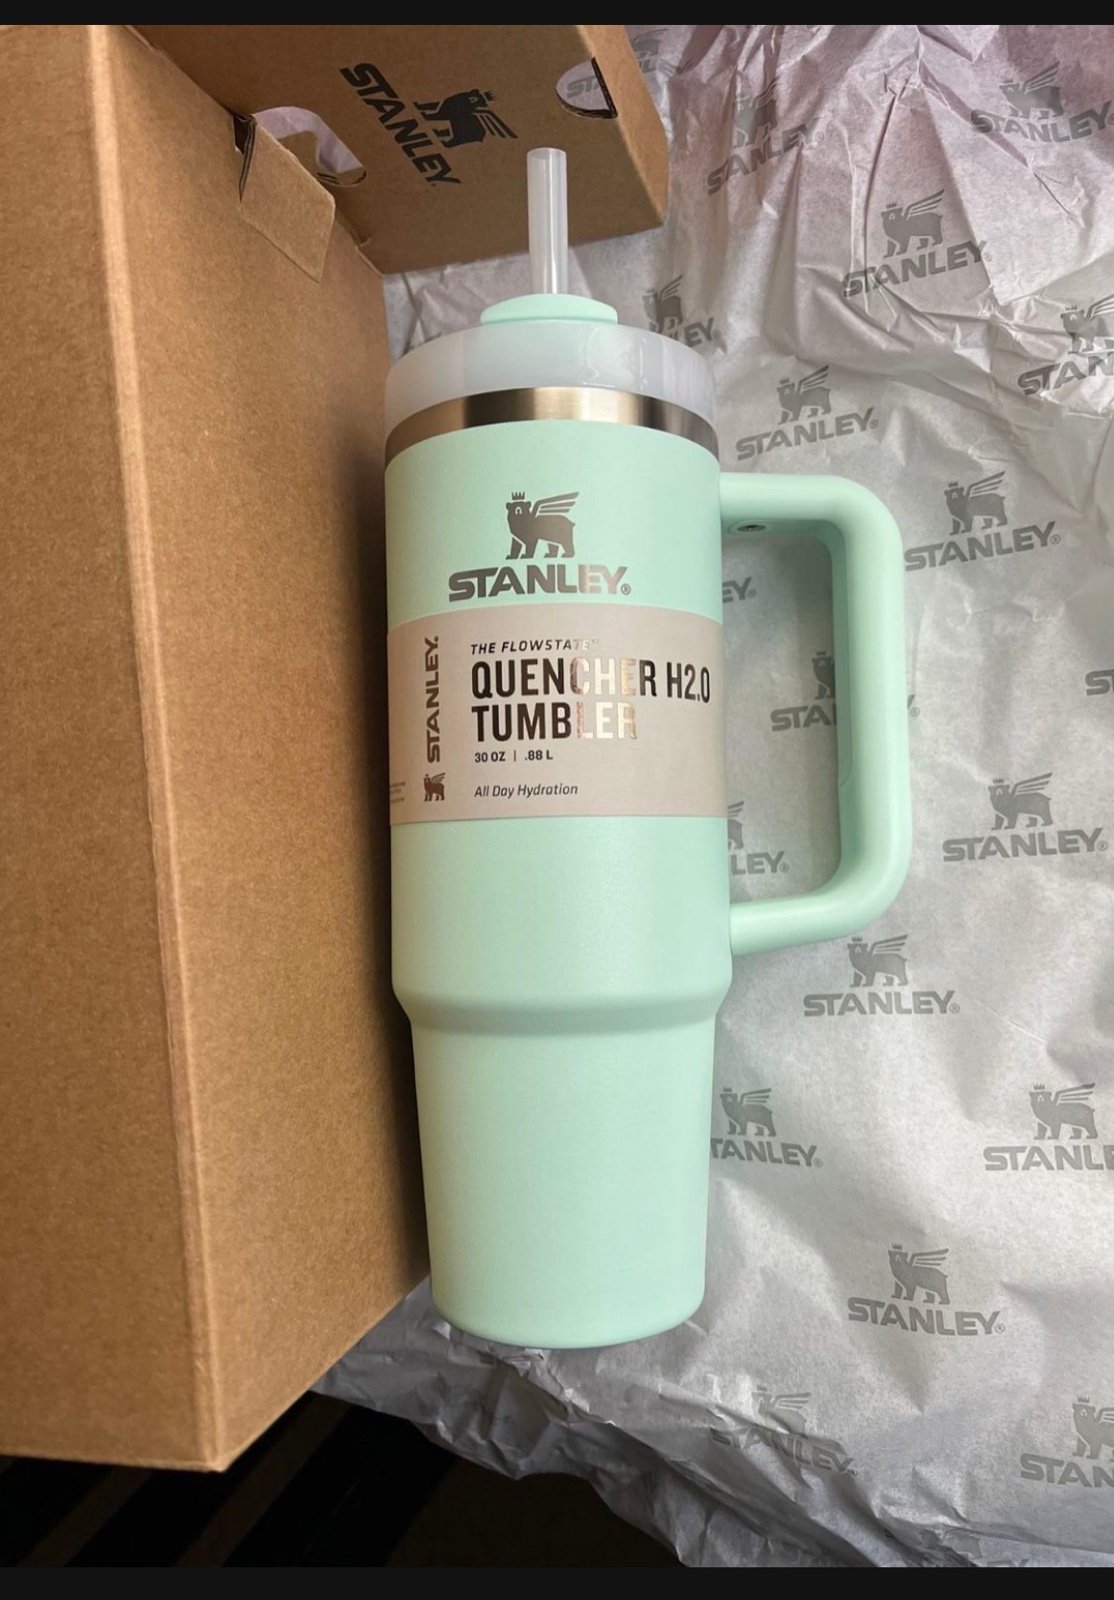 STANLEY
STANLEY®
STANLEY.
THE FLOWSTATE™
QUENCHER H2.0
TUMBLER
30 OZ | .88 L
All Day Hydration
STANLEY
STANLEY®
STANLEY®
STANLEY®
STANLEY®
STANLEY®
STANLEY®
STANLEY®